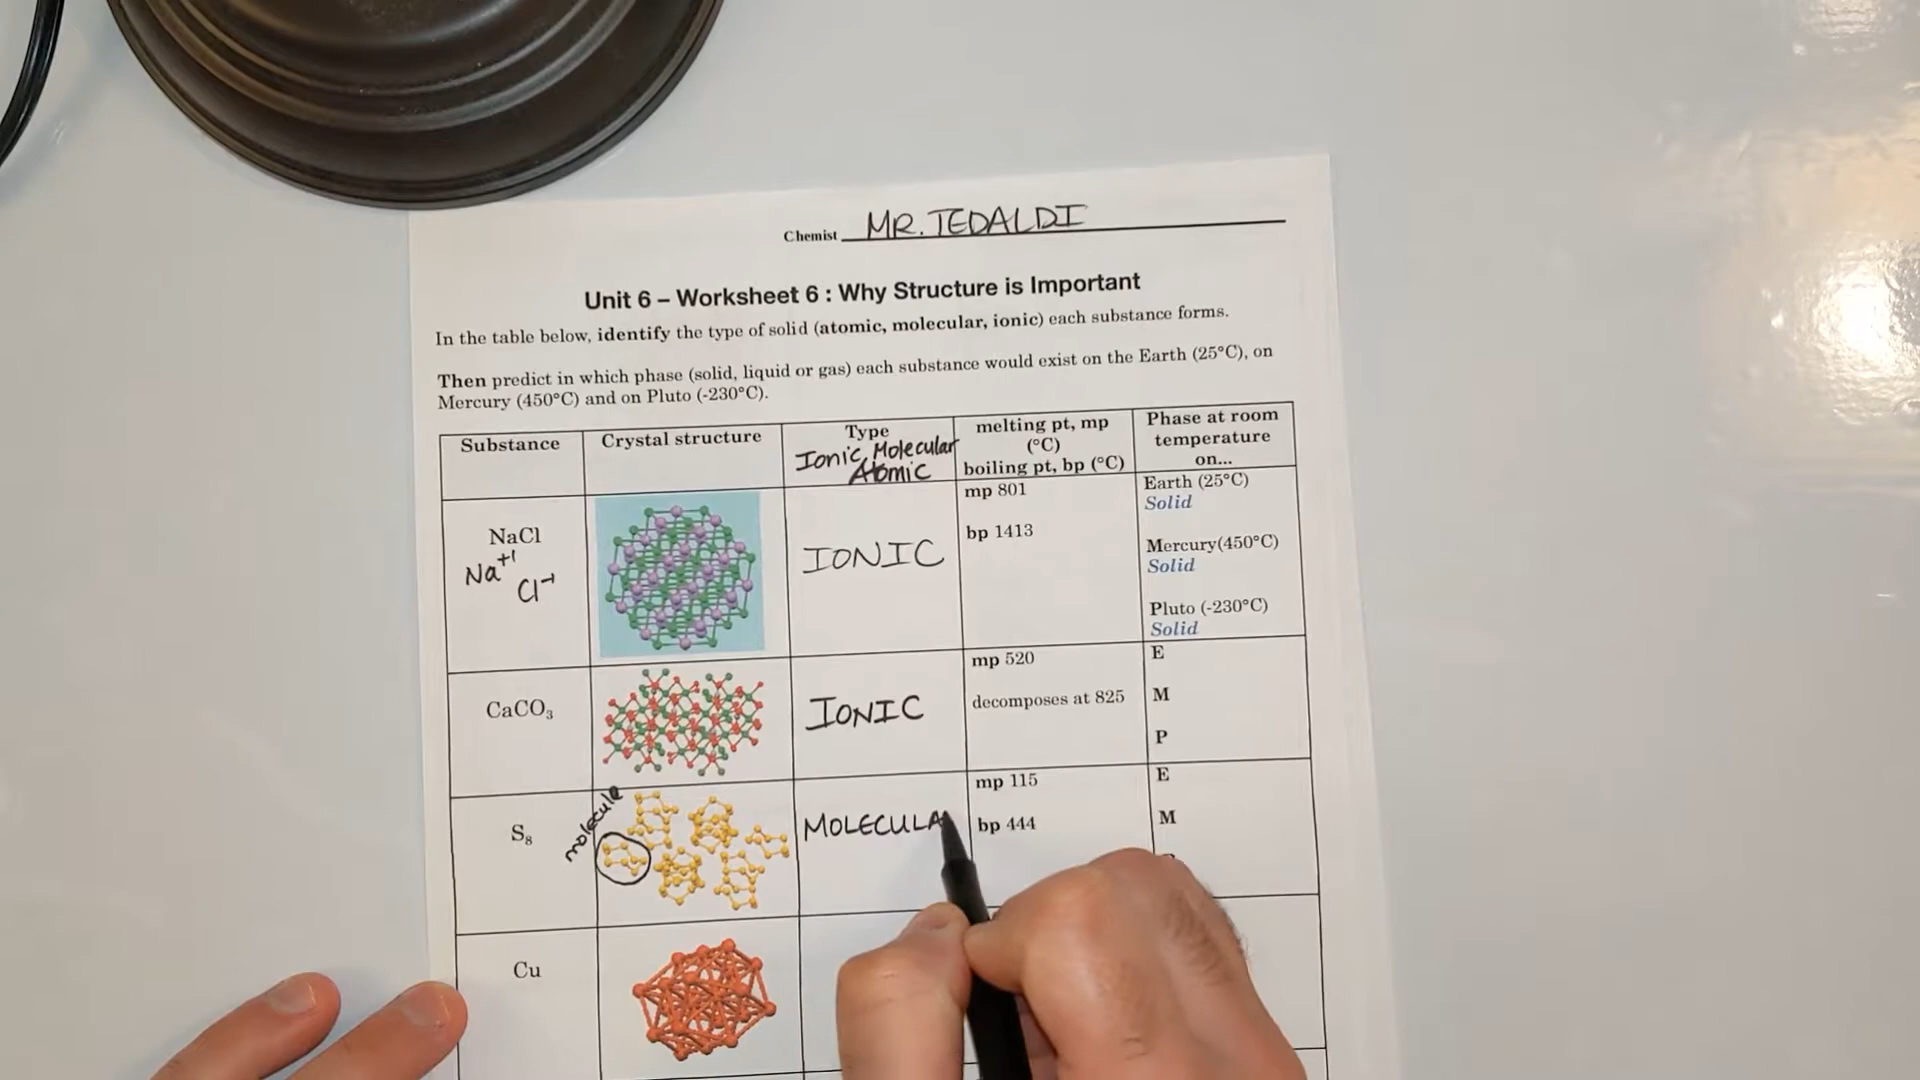 Chemist MR. TEDALDI
Unit 6 – Worksheet 6 : Why Structure is Important
In the table below, identify the type of solid (atomic, molecular, ionic) each substance forms.
Then predict in which phase (solid, liquid or gas) each substance would exist on the Earth (25°C), on
Mercury (450°C) and on Pluto (-230°C).
Substance
Crystal structure
Type
Ionic, Molecular
Atomic
melting pt, mp
(°C)
boiling pt, bp (°C)
Phase at room
temperature
on...
NaCl
Na⁺¹
Cl⁻¹
IONIC
mp 801
bp 1413
Earth (25°C)
Solid
Mercury(450°C)
Solid
Pluto (-230°C)
Solid
CaCO₃
IONIC
mp 520
decomposes at 825
E
M
P
S₈
molecule
MOLECULA
mp 115
bp 444
E
M
Cu